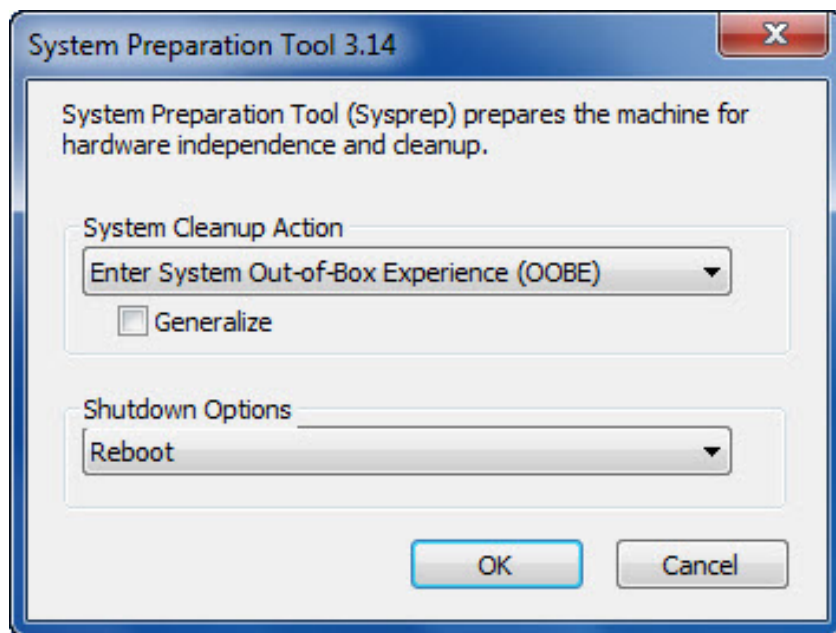 System Preparation Tool 3.14
System Preparation Tool (Sysprep) prepares the machine for
hardware independence and cleanup.
System Cleanup Action
Enter System Out-of-Box Experience (OOBE)
Generalize
Shutdown Options
Reboot
OK
Cancel